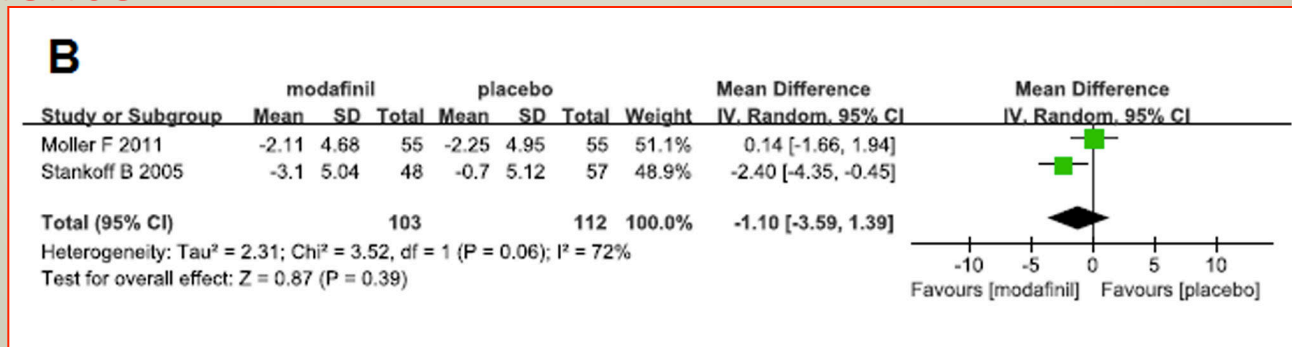 B
modafinil placebo Mean Difference Mean Difference
Study or Subgroup Mean SD Total Mean SD Total Weight IV. Random. 95% CI IV. Random. 95% CI
Moller F 2011 -2.11 4.68 55 -2.25 4.95 55 51.1% 0.14 [-1.66, 1.94]
Stankoff B 2005 -3.1 5.04 48 -0.7 5.12 57 48.9% -2.40 [-4.35, -0.45]
Total (95% CI) 103 112 100.0% -1.10 [-3.59, 1.39]
Heterogeneity: Tau² = 2.31; Chi² = 3.52, df = 1 (P = 0.06); I² = 72%
Test for overall effect: Z = 0.87 (P = 0.39)
-10 -5 0 5 10
Favours [modafinil] Favours [placebo]